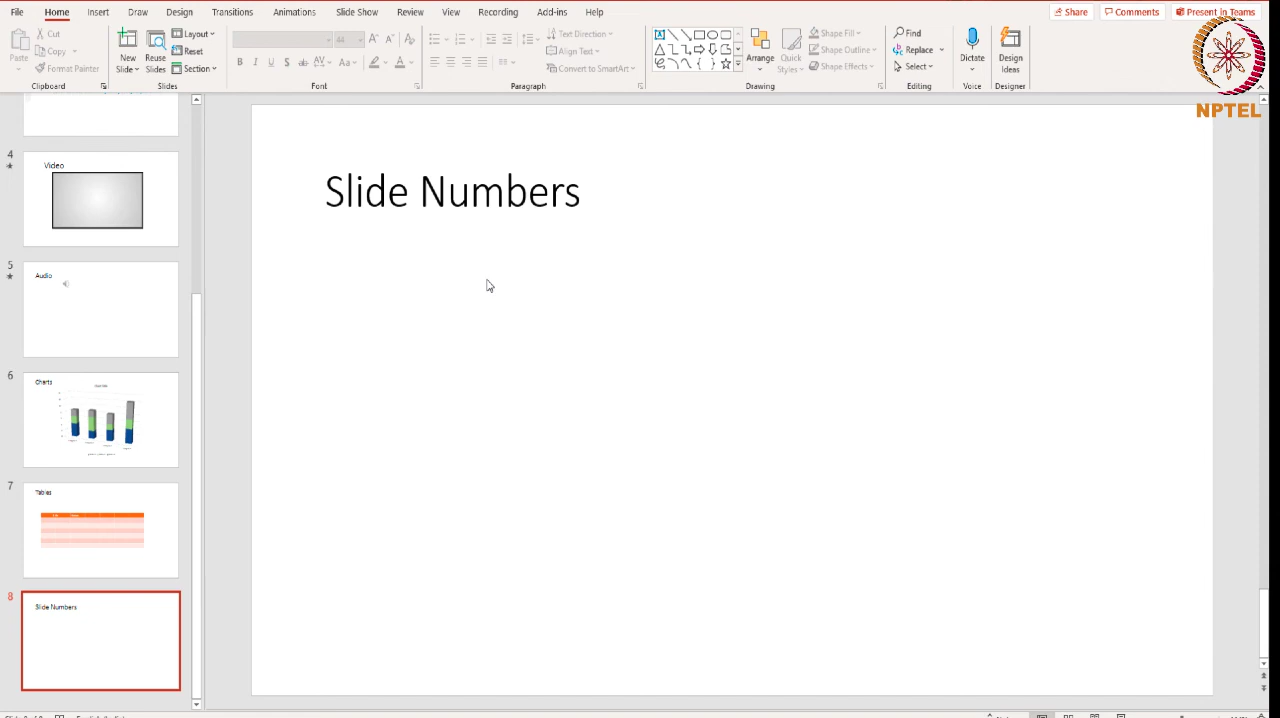 File Home Insert Draw Design Transitions Animations Slide Show Review View Recording Add-ins Help Share Comments Present in Teams
Paste Cut Copy Format Painter Clipboard
New Slide Reuse Slides Layout Reset Section Slides
44 B I U S ab AV Aa A Font
Text Direction Align Text Convert to SmartArt Paragraph
Arrange Quick Styles Shape Fill Shape Outline Shape Effects Drawing
Find Replace Select Editing
Dictate Voice
Design Ideas Designer
NPTEL
4 Video
5 Audio
6 Charts
7 Tables
8 Slide Numbers
Slide Numbers